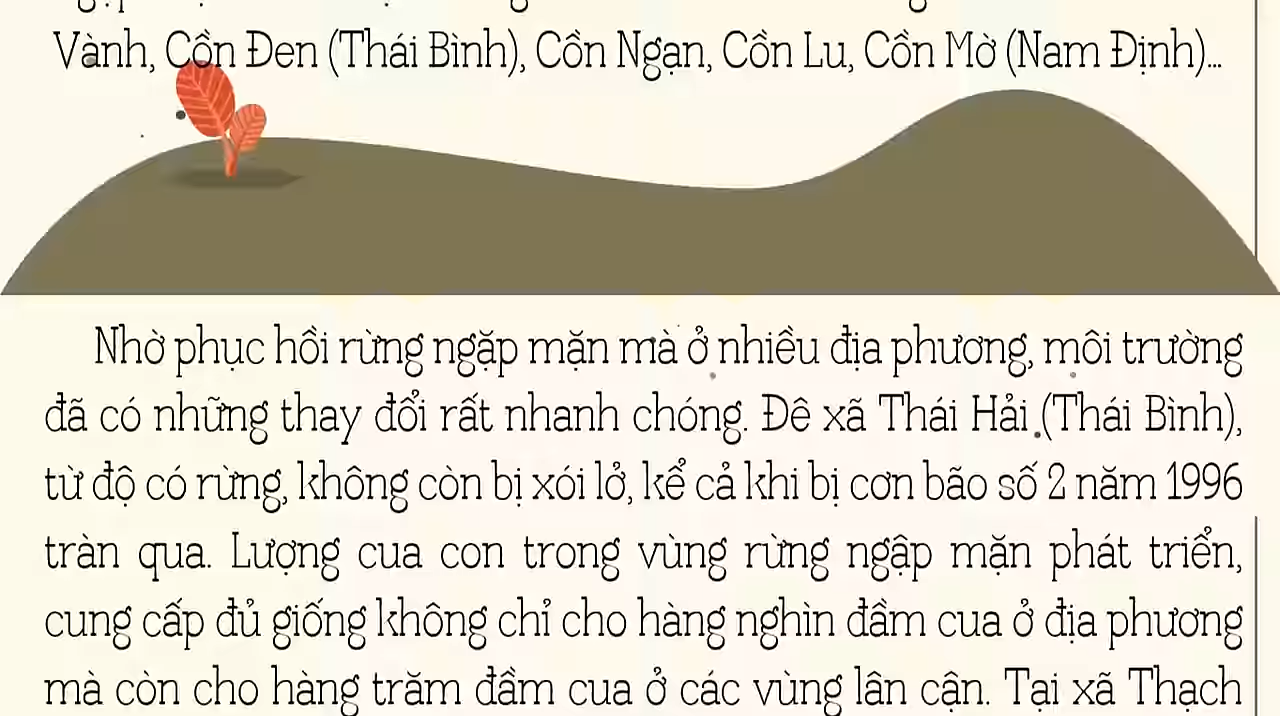 Vành, Cồn Đen (Thái Bình), Cồn Ngạn, Cồn Lu, Cồn Mờ (Nam Định)...
Nhờ phục hồi rừng ngặp mặn mà ở nhiều địa phương, môi trường
đã có những thay đổi rất nhanh chóng. Đê xã Thái Hải (Thái Bình),
từ độ có rừng, không còn bị xói lở, kể cả khi bị cơn bão số 2 năm 1996
tràn qua. Lượng cua con trong vùng rừng ngập mặn phát triển,
cung cấp đủ giống không chỉ cho hàng nghìn đầm cua ở địa phương
mà còn cho hàng trăm đầm cua ở các vùng lân cận. Tại xã Thạch